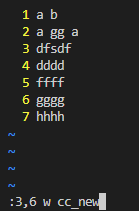 1 a b
2 a gg a
3 dfsdf
4 dddd
5 ffff
6 gggg
7 hhhh
~
~
~
~
:3,6 w cc_new